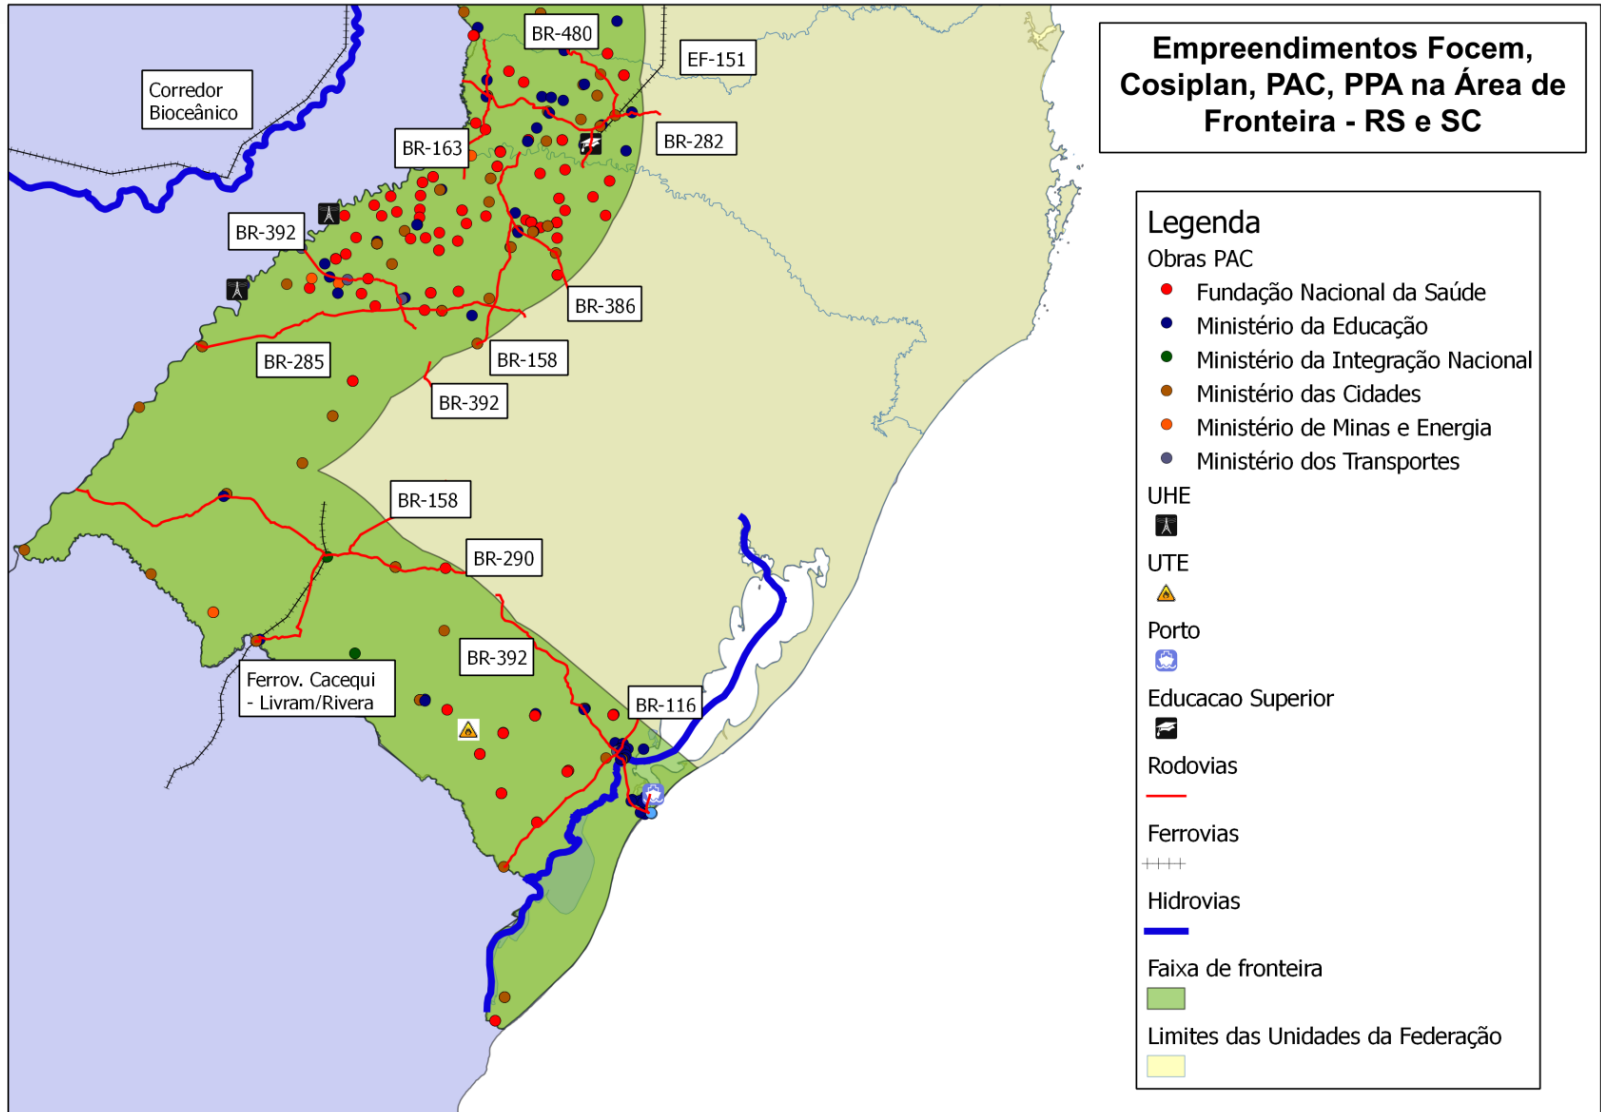 Empreendimentos Focem,
Cosiplan, PAC, PPA na Área de
Fronteira - RS e SC
BR-480
EF-151
Corredor
Bioceânico
BR-163
BR-282
BR-392
BR-386
BR-285
BR-158
BR-392
BR-158
BR-290
BR-392
Ferrov. Cacequi
- Livram/Rivera
BR-116
Legenda
Obras PAC
Fundação Nacional da Saúde
Ministério da Educação
Ministério da Integração Nacional
Ministério das Cidades
Ministério de Minas e Energia
Ministério dos Transportes
UHE
UTE
Porto
Educacao Superior
Rodovias
Ferrovias
Hidrovias
Faixa de fronteira
Limites das Unidades da Federação